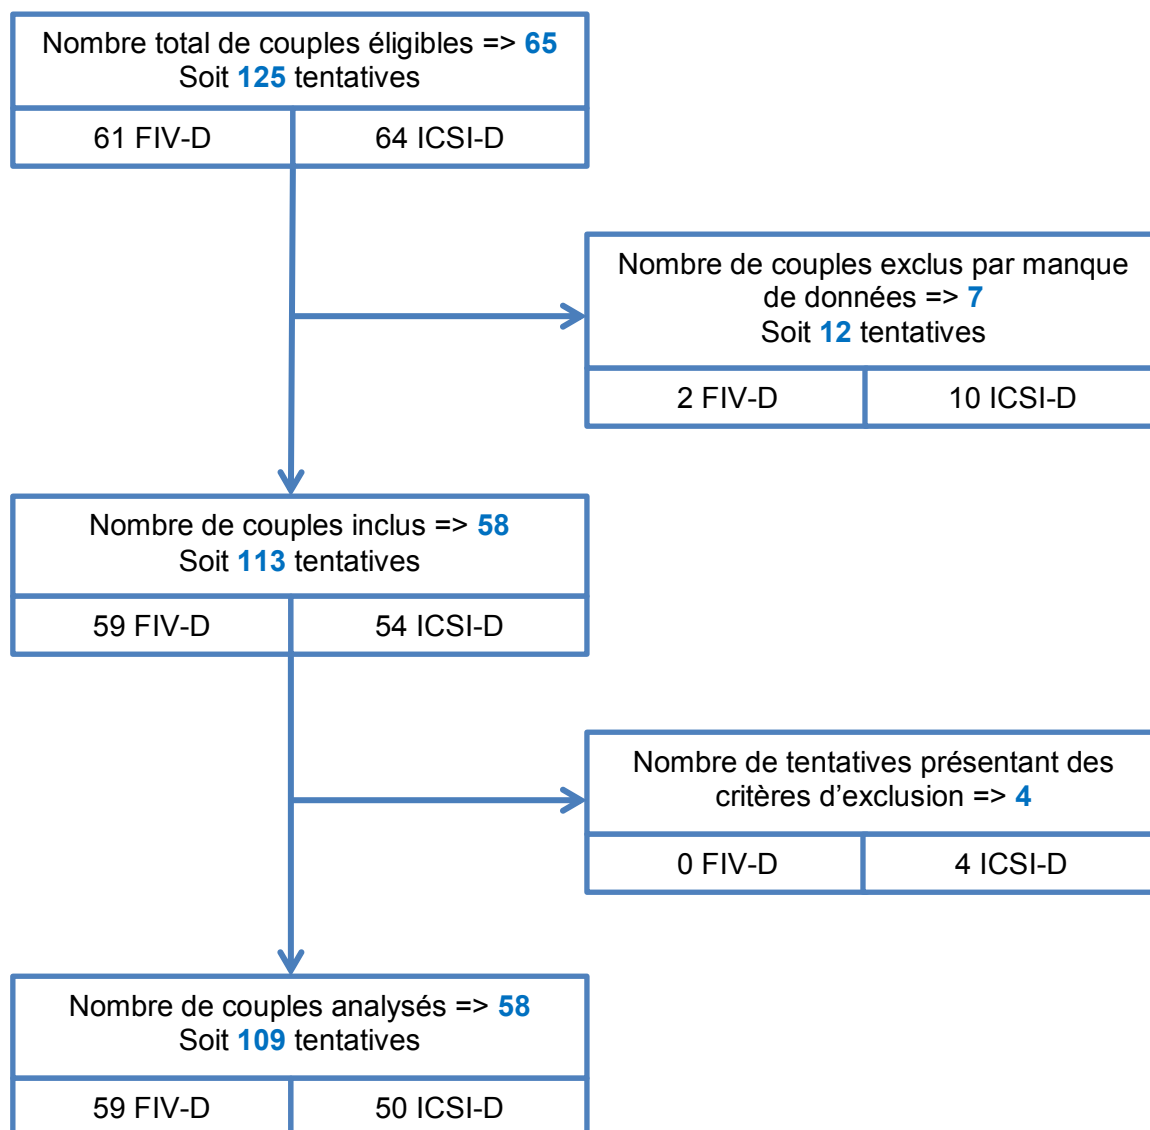 Nombre total de couples éligibles => 65
Soit 125 tentatives
61 FIV-D
64 ICSI-D
Nombre de couples exclus par manque
de données => 7
Soit 12 tentatives
2 FIV-D
10 ICSI-D
Nombre de couples inclus => 58
Soit 113 tentatives
59 FIV-D
54 ICSI-D
Nombre de tentatives présentant des
critères d’exclusion => 4
0 FIV-D
4 ICSI-D
Nombre de couples analysés => 58
Soit 109 tentatives
59 FIV-D
50 ICSI-D